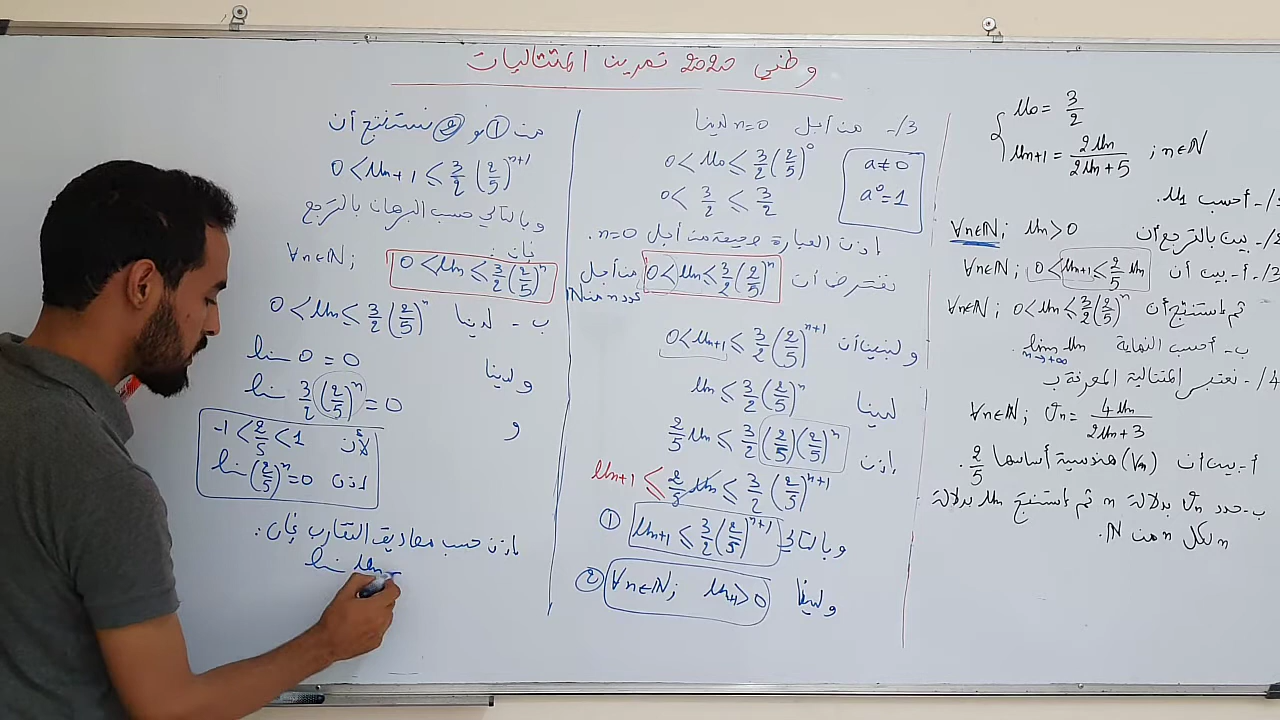 وطني 2020 تمرين المتتاليات
{ u0 = 3/2
un+1 = 2un/(2un+5) ; n∈ℕ
1/- أحسب u1.
2/- بين بالترجع أن ∀n∈ℕ; un>0
3/- أ- بين أن ∀n∈ℕ; 0<un+1≤2/5 un
ثم استنتج أن ∀n∈ℕ; 0<un≤3/2(2/5)^n
ب- أحسب النهاية lim un n→+∞.
4/- نعتبر المتتالية المعرفة ب
∀n∈ℕ; vn = 4un/(2un+3)
أ- بين أن (vn) هندسية أساسها 2/5.
ب- حدد vn بدلالة n ثم استنتج un بدلالة
n لكل n من ℕ.
3/- من أجل n=0 لدينا
0<u0≤3/2(2/5)^0
0<3/2≤3/2
a≠0
a^0=1
إذن العبارة صحيحة من أجل n=0.
نفترض أن 0<un≤3/2(2/5)^n من أجل
n من ℕ
ولنبين أن 0<un+1≤3/2(2/5)^n+1
لدينا un≤3/2(2/5)^n
إذن 2/5 un≤3/2(2/5)(2/5)^n
un+1≤2/5 un≤3/2(2/5)^n+1
وبالتالي un+1≤3/2(2/5)^n+1 ①
ولدينا ∀n∈ℕ; un+1>0 ②
من ① و ② نستنتج أن
0<un+1≤3/2(2/5)^n+1
وبالتالي حسب البرهان بالترجع
فإن:
∀n∈ℕ; 0<un≤3/2(2/5)^n
ب- لدينا 0<un≤3/2(2/5)^n
ولدينا lim 0 = 0
و lim 3/2(2/5)^n = 0
لأن -1<2/5<1
إذن lim(2/5)^n=0
إذن حسب مصاديق التقارب فإن:
lim un =